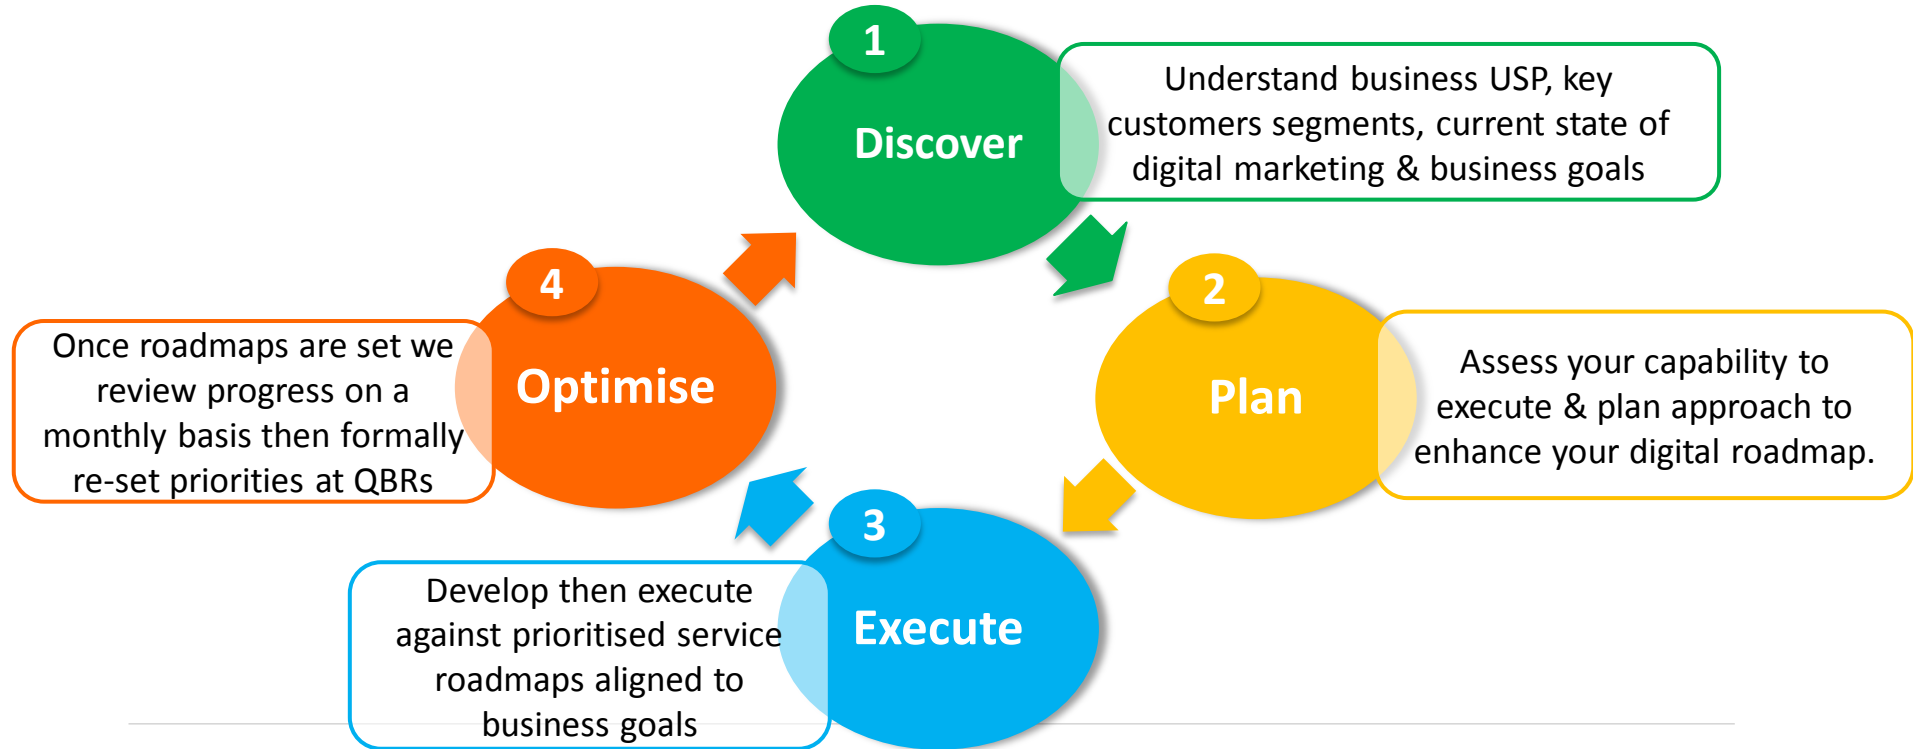 1
Discover
Understand business USP, key
customers segments, current state of
digital marketing & business goals
2
Plan
Assess your capability to
execute & plan approach to
enhance your digital roadmap.
3
Execute
Develop then execute
against prioritised service
roadmaps aligned to
business goals
4
Optimise
Once roadmaps are set we
review progress on a
monthly basis then formally
re-set priorities at QBRs